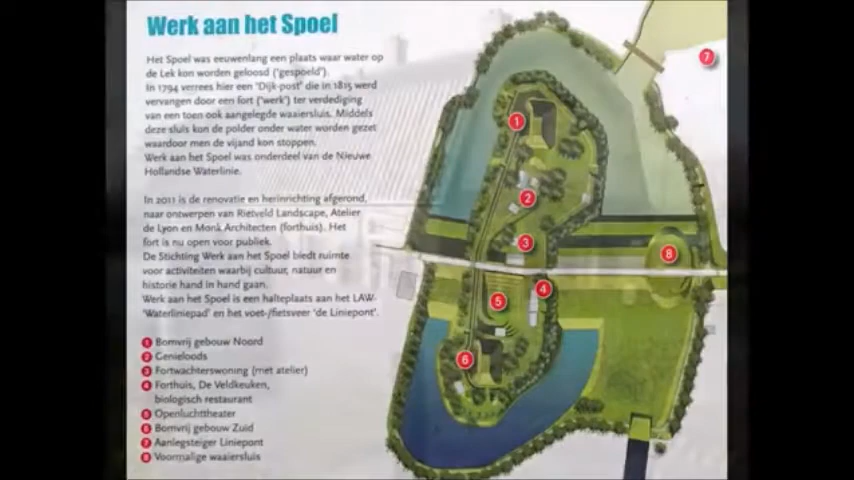 Werk aan het Spoel
Het Spoel was eeuwenlang een plaats waar water op
de Lek kon worden geloosd ('gespoeld').
In 1794 verrees hier een 'Dijk-post' die in 1815 werd
vervangen door een fort ('werk') ter verdediging
van een toen ook aangelegde waaiersluis. Middels
deze sluis kon de polder onder water worden gezet
waardoor men de vijand kon stoppen.
Werk aan het Spoel was onderdeel van de Nieuwe
Hollandse Waterlinie.
In 2011 is de renovatie en herinrichting afgerond,
naar ontwerpen van Rietveld Landscape, Atelier
de Lyon en Monk Architecten (forthuis). Het
fort is nu open voor publiek.
De Stichting Werk aan het Spoel biedt ruimte
voor activiteiten waarbij cultuur, natuur en
historie hand in hand gaan.
Werk aan het Spoel is een halteplaats aan het LAW-
'Waterliniepad' en het voet-/fietsveer 'de Liniepont'.
1 Bomvrij gebouw Noord
2 Genieloods
3 Fortwachterswoning (met atelier)
4 Forthuis, De Veldkeuken,
biologisch restaurant
5 Openluchttheater
6 Bomvrij gebouw Zuid
7 Aanlegsteiger Liniepont
8 Voormalige waaiersluis
7
1
2
3
8
4
5
6